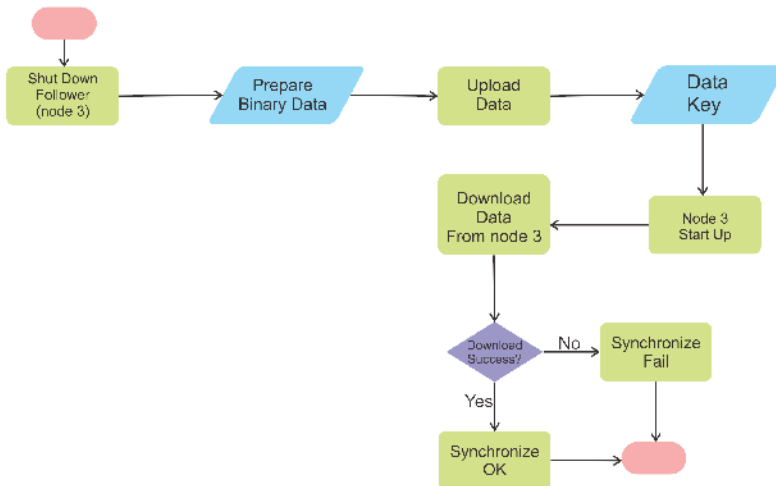 Shut Down
Follower
(node 3)
Prepare
Binary Data
Upload
Data
Data
Key
Download
Data
From node 3
Node 3
Start Up
Download
Success?
No
Synchronize
Fail
Yes
Synchronize
OK